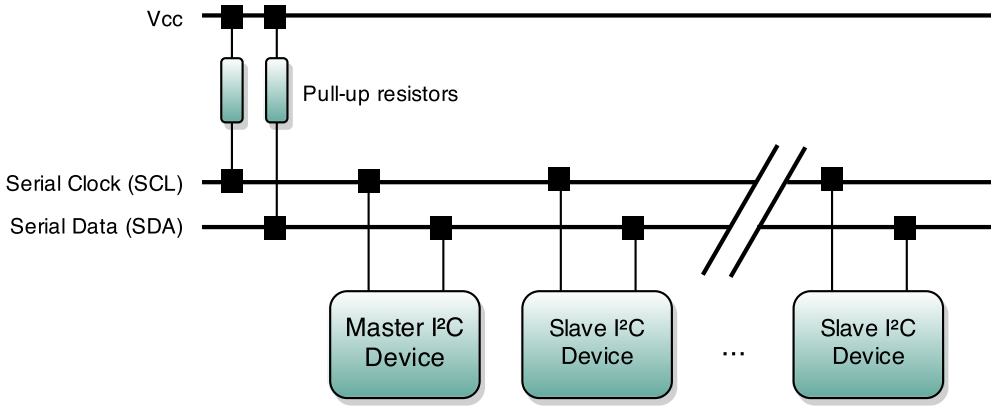 Vcc
Pull-up resistors
Serial Clock (SCL)
Serial Data (SDA)
Master I²C
Device
Slave I²C
Device
...
Slave I²C
Device